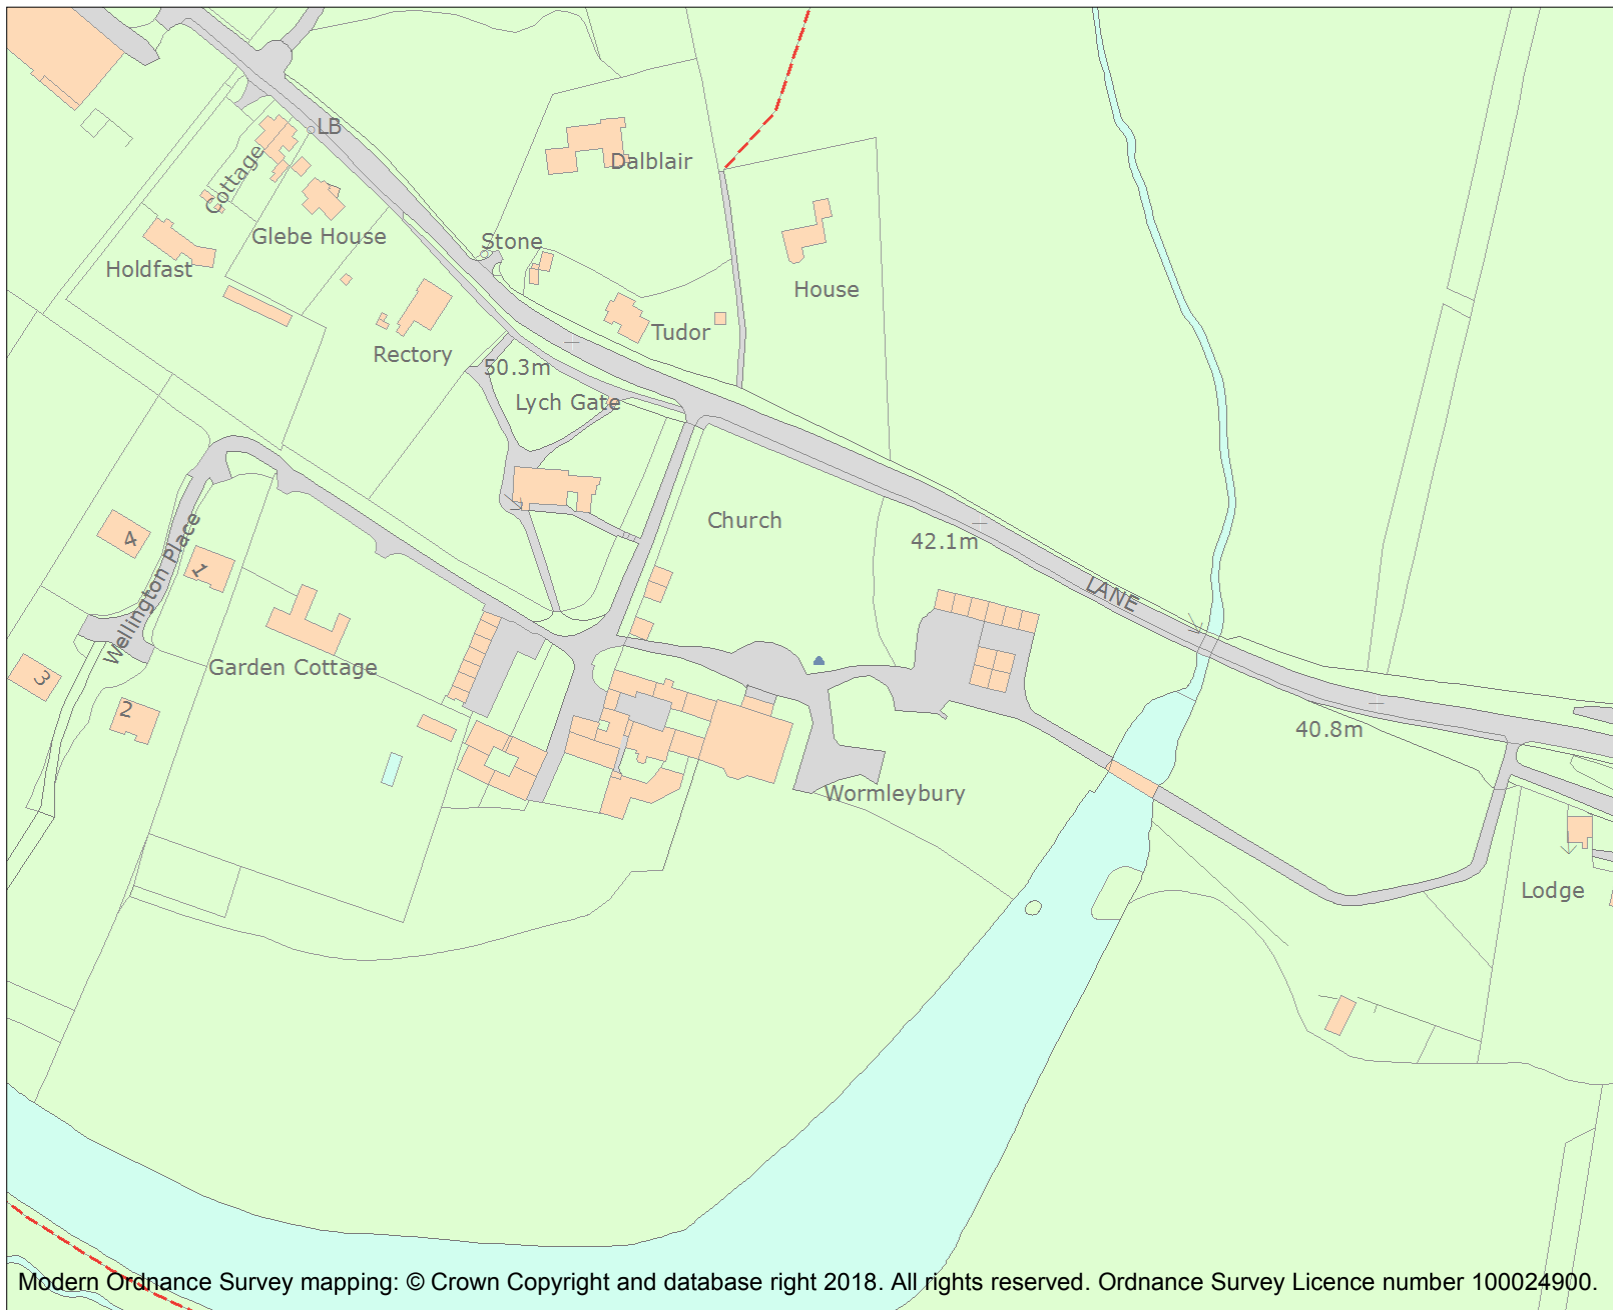 LB
Cottage
Dalblair
Glebe House
Stone
Holdfast
House
Tudor
Rectory
50.3m
Lych Gate
Church
4
42.1m
1
Wellington Place
LANE
Garden Cottage
3
2
40.8m
Wormleybury
Lodge
Modern Ordnance Survey mapping: © Crown Copyright and database right 2018. All rights reserved. Ordnance Survey Licence number 100024900.